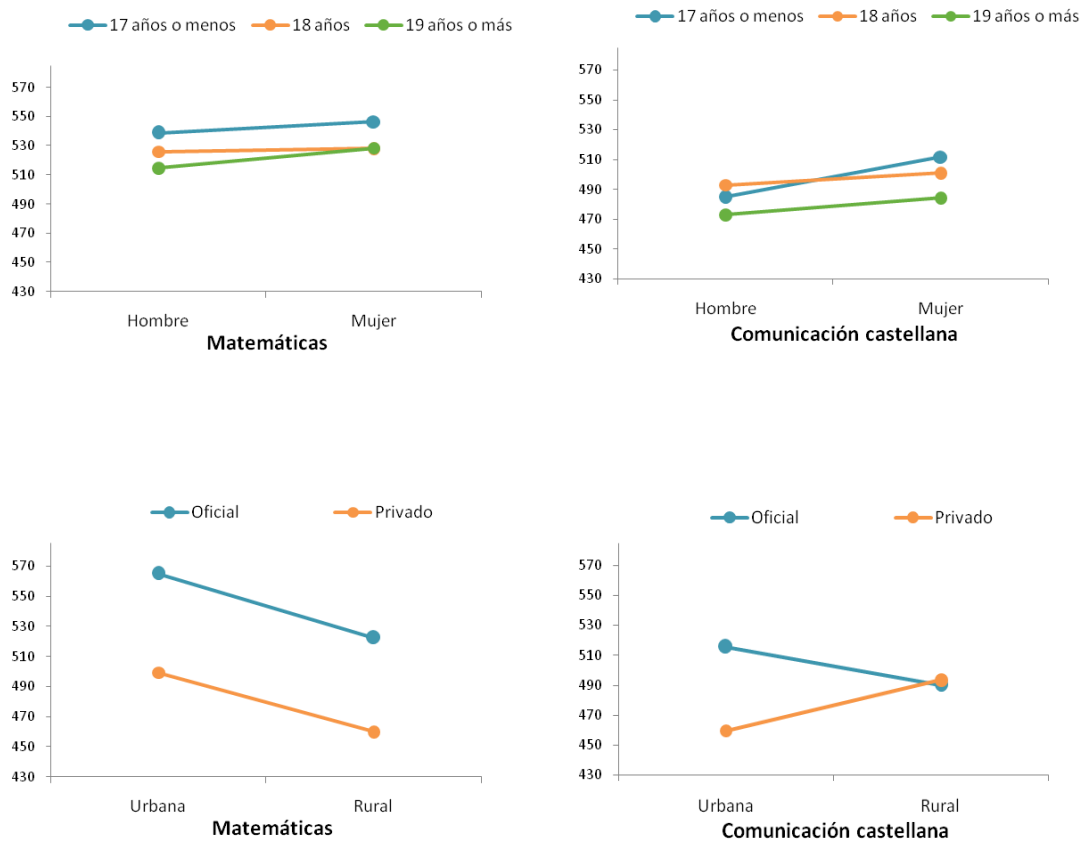 17 años o menos 18 años 19 años o más
570
550
530
510
490
470
450
430
Hombre Mujer
Matemáticas
17 años o menos 18 años 19 años o más
570
550
530
510
490
470
450
430
Hombre Mujer
Comunicación castellana
Oficial Privado
570
550
530
510
490
470
450
430
Urbana Rural
Matemáticas
Oficial Privado
570
550
530
510
490
470
450
430
Urbana Rural
Comunicación castellana